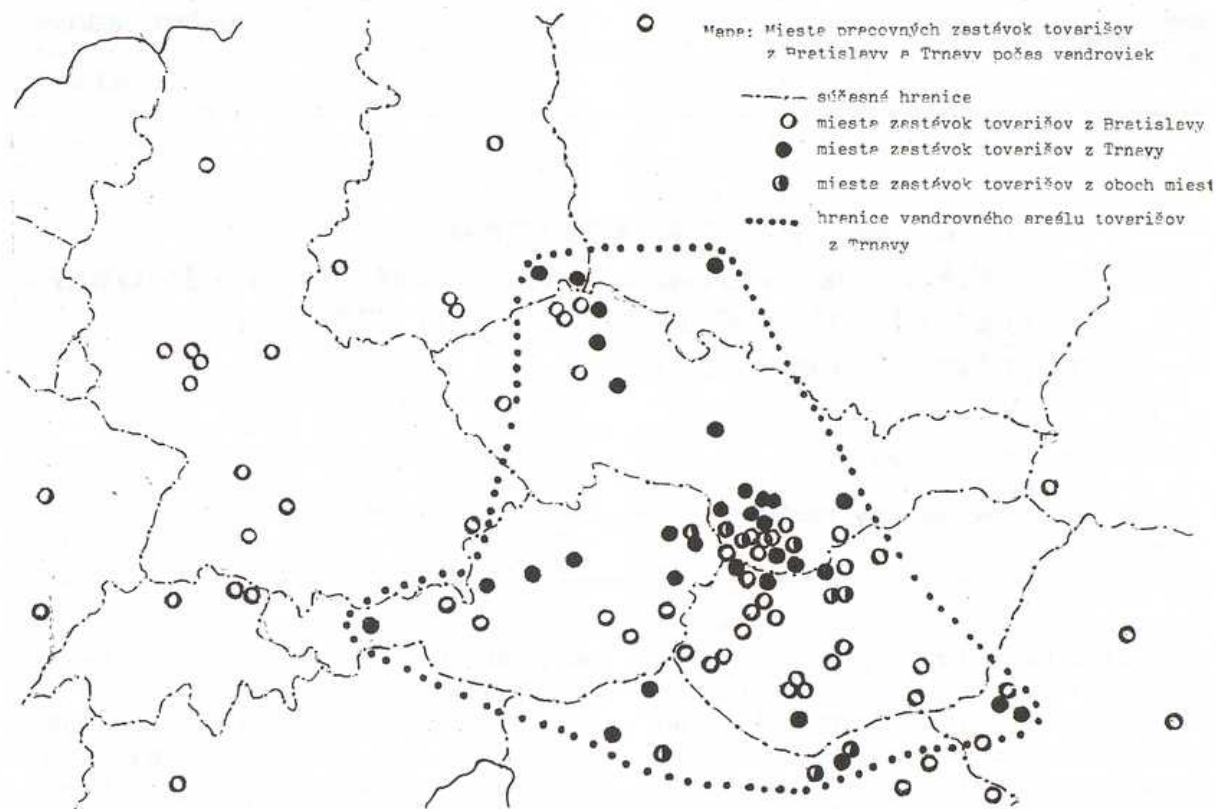 Mapa: Miesta pracovných zastávok tovarišov
z Bratislavy a Trnavy počas vandroviek
súčasné hranice
miesta zastávok tovarišov z Bratislavy
miesta zastávok tovarišov z Trnavy
miesta zastávok tovarišov z oboch miest
hranice vandrovného areálu tovarišov
z Trnavy